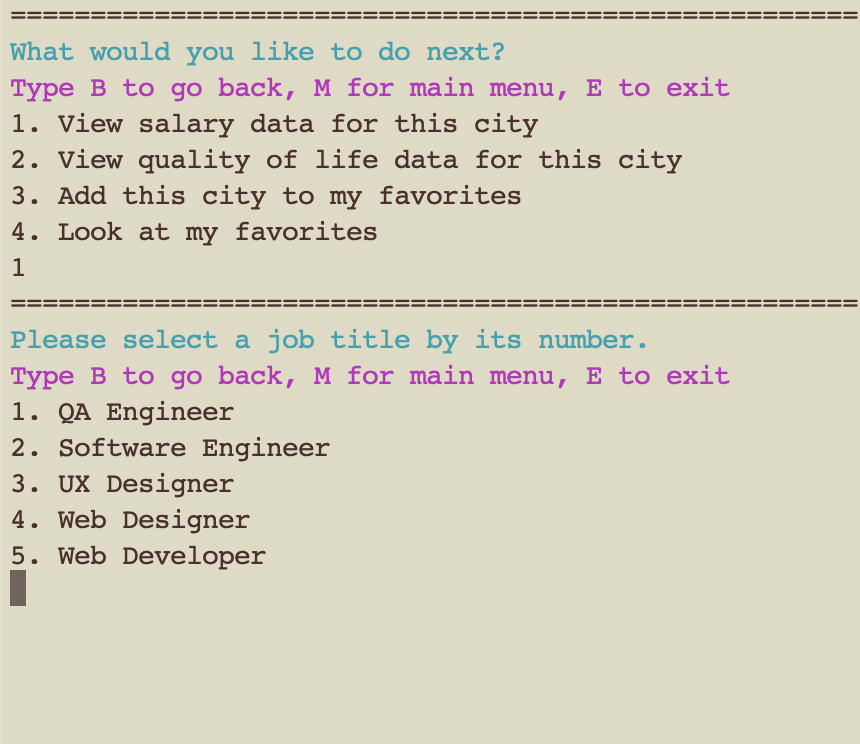 =====================================================
What would you like to do next?
Type B to go back, M for main menu, E to exit
1. View salary data for this city
2. View quality of life data for this city
3. Add this city to my favorites
4. Look at my favorites
1
=====================================================
Please select a job title by its number.
Type B to go back, M for main menu, E to exit
1. QA Engineer
2. Software Engineer
3. UX Designer
4. Web Designer
5. Web Developer